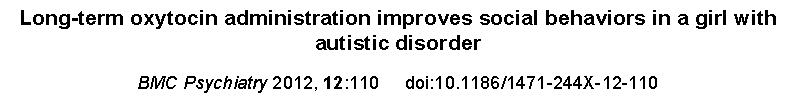 Long-term oxytocin administration improves social behaviors in a girl with
autistic disorder
BMC Psychiatry 2012, 12:110 doi:10.1186/1471-244X-12-110